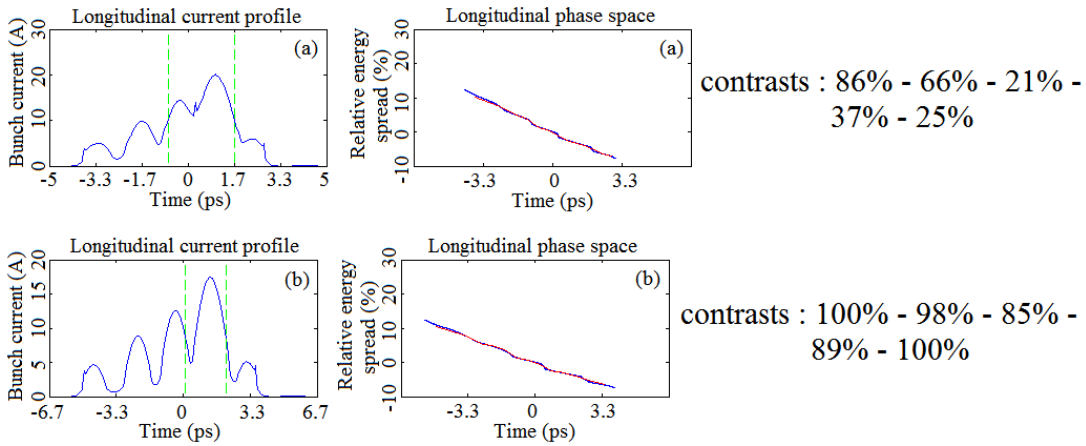 Longitudinal current profile
Bunch current (A)
30
20
10
0
(a)
-5 -3.3 -1.7 0 1.7 3.3 5
Time (ps)
Longitudinal phase space
Relative energy
spread (%)
30
20
10
0
-10
(a)
-3.3 0 3.3
Time (ps)
contrasts : 86% - 66% - 21% -
37% - 25%
Longitudinal current profile
Bunch current (A)
20
15
10
5
0
(b)
-6.7 -3.3 0 3.3 6.7
Time (ps)
Longitudinal phase space
Relative energy
spread (%)
30
20
10
0
-10
(b)
-3.3 0 3.3
Time (ps)
contrasts : 100% - 98% - 85% -
89% - 100%